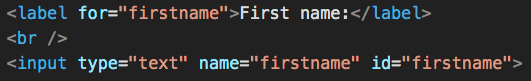 <label for="firstname">First name:</label>
<br />
<input type="text" name="firstname" id="firstname">